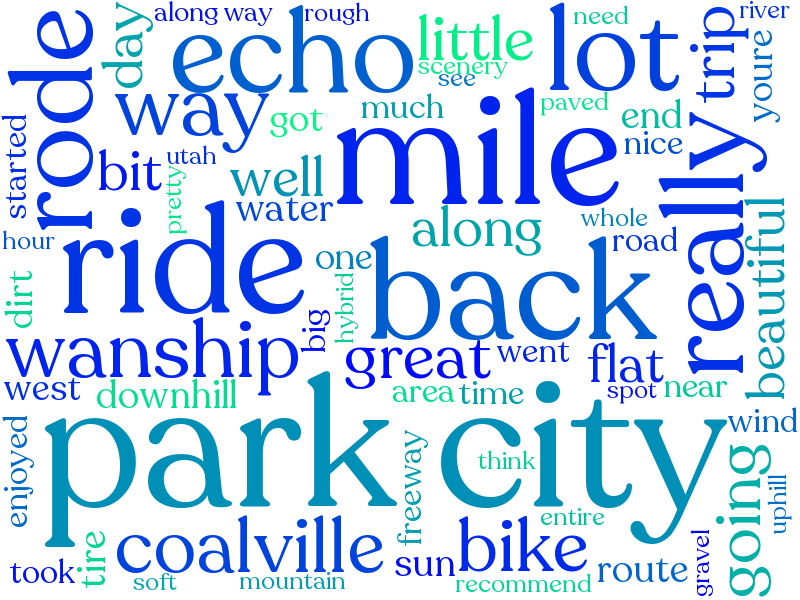 along way
rough
river
echo
little
need
lot
day
scenery
see
trip
youre
rode
way
got
much
paved
end
mile
nice
started
bit
utah
well
really
pretty
water
along
whole
hour
ride
one
road
back
beautiful
dirt
hybrid
big
wanship
great
went
flat
west
downhill
area
time
spot
near
park city
wind
enjoyed
freeway
think
going
uphill
entire
coalville
bike
tire
sun
gravel
took
soft
mountain
recommend
route